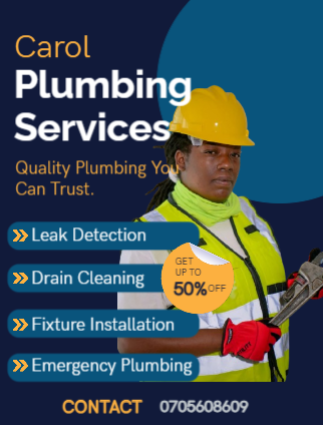 Carol
Plumbing
Services
Quality Plumbing You
Can Trust.
Leak Detection
Drain Cleaning
GET
UP TO
50% OFF
Fixture Installation
Emergency Plumbing
CONTACT 0705608609